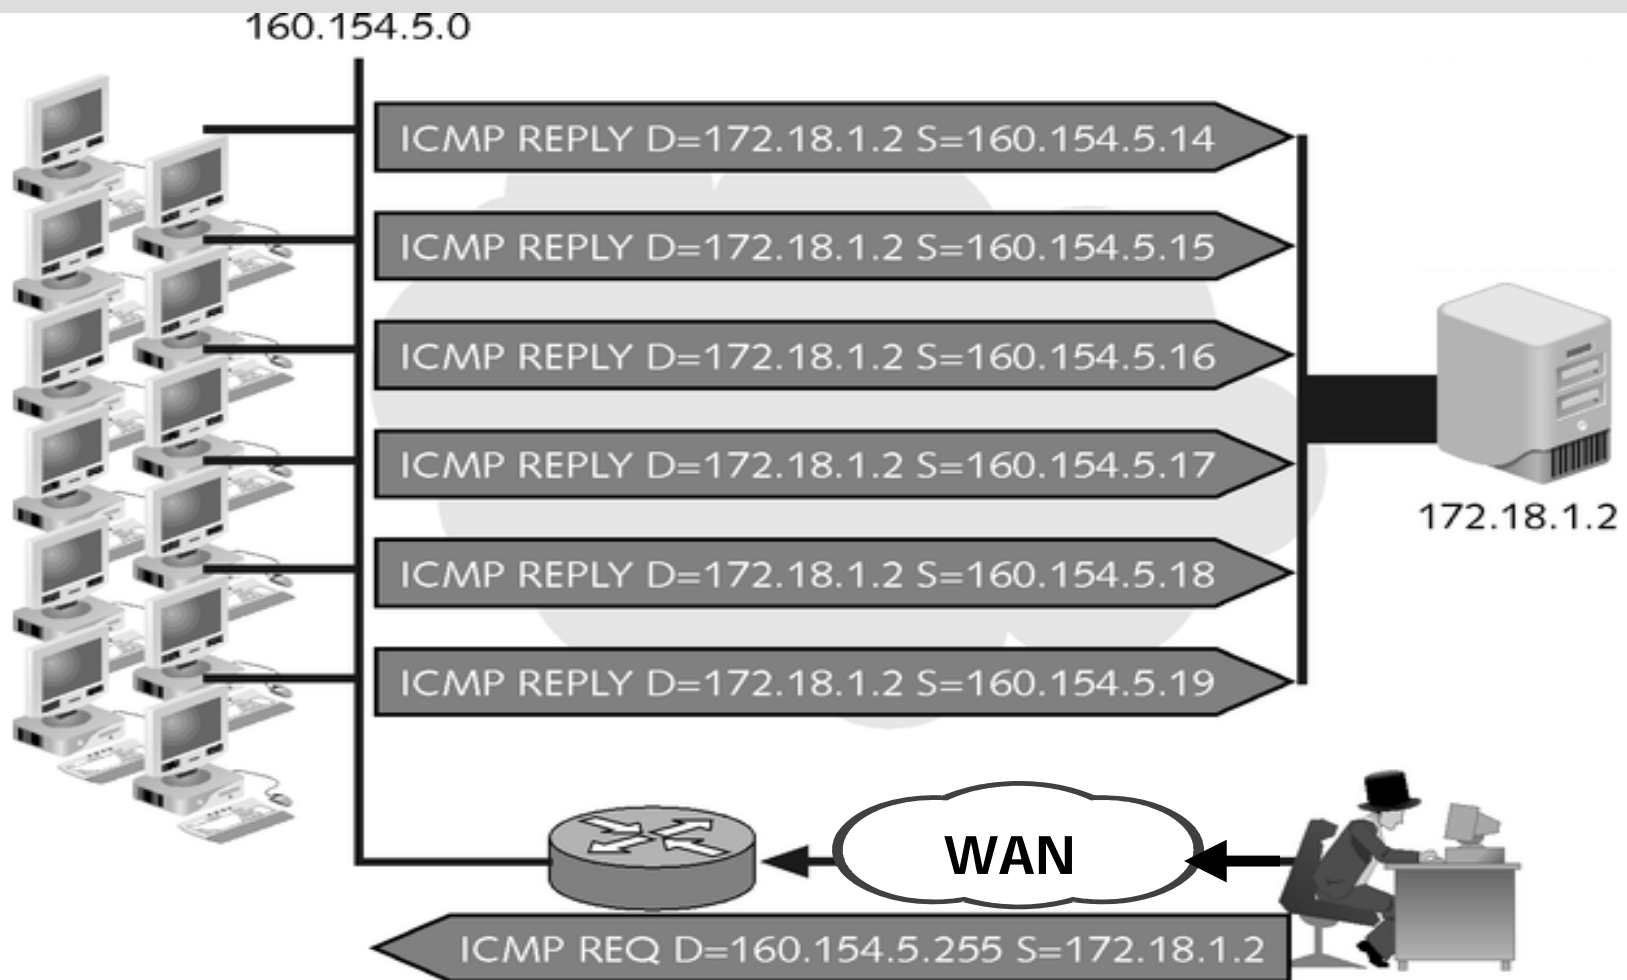 160.154.5.0
ICMP REPLY D=172.18.1.2 S=160.154.5.14
ICMP REPLY D=172.18.1.2 S=160.154.5.15
ICMP REPLY D=172.18.1.2 S=160.154.5.16
ICMP REPLY D=172.18.1.2 S=160.154.5.17
172.18.1.2
ICMP REPLY D=172.18.1.2 S=160.154.5.18
ICMP REPLY D=172.18.1.2 S=160.154.5.19
WAN
ICMP REQ D=160.154.5.255 S=172.18.1.2